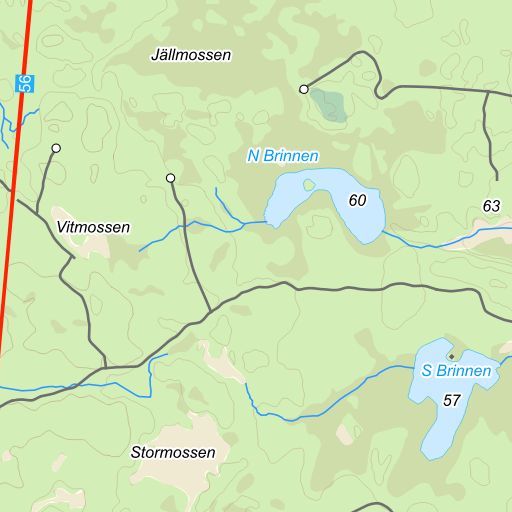 Jällmossen
56
N Brinnen
60
63
Vitmossen
S Brinnen
57
Stormossen